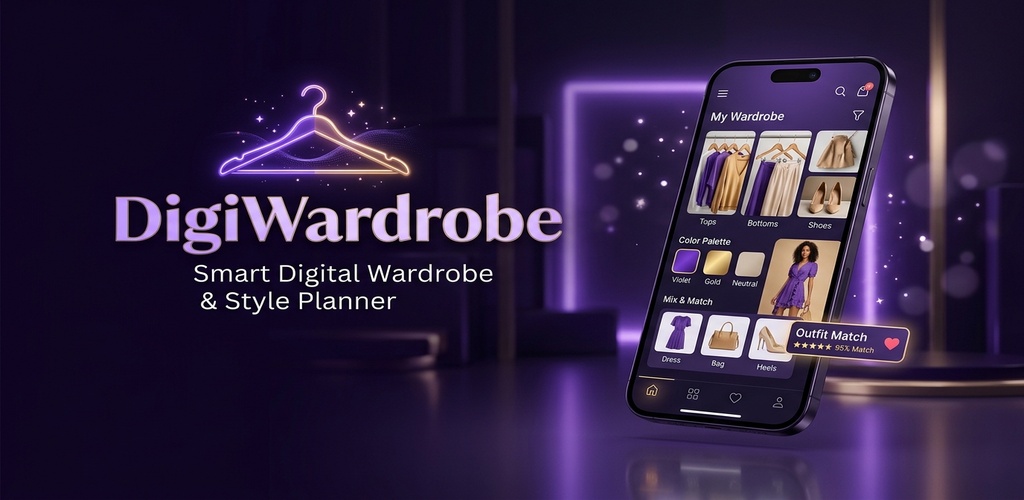 DigiWardrobe
Smart Digital Wardrobe
& Style Planner
My Wardrobe
Tops
Bottoms
Shoes
Color Palette
Violet
Gold
Neutral
Mix & Match
Dress
Bag
Heels
Outfit Match
★★★★★ 95% Match